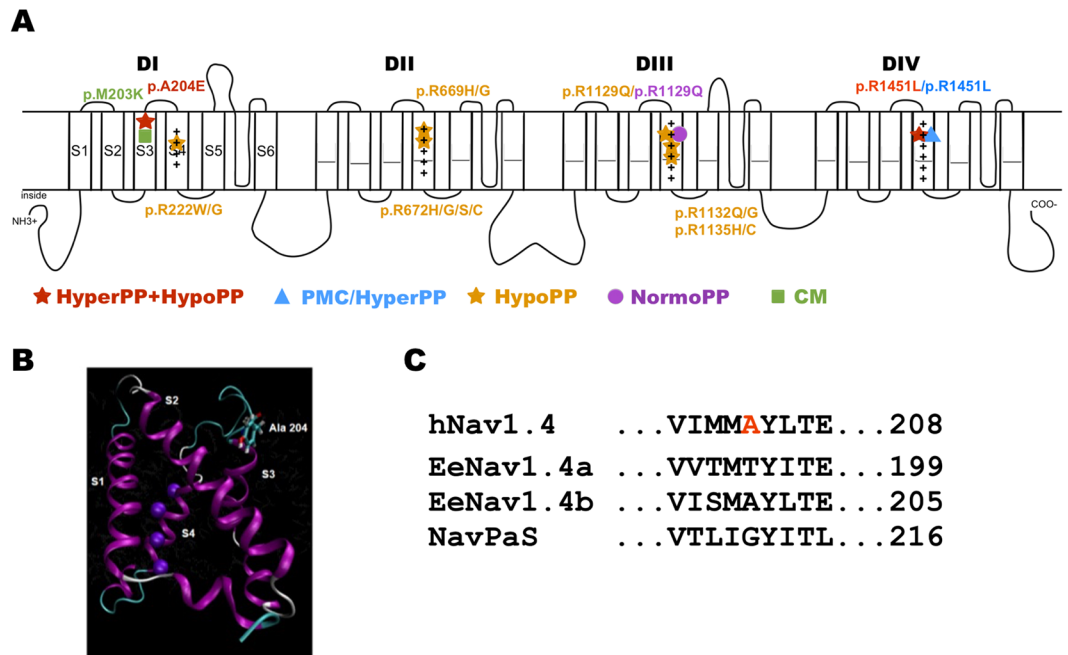 A
DI
DII
DIII
DIV
p.M203K
p.A204E
p.R669H/G
p.R1129Q/p.R1129Q
p.R1451L/p.R1451L
S1 S2 S3 S4 S5 S6
inside
NH3+
COO-
p.R222W/G
p.R672H/G/S/C
p.R1132Q/G
p.R1135H/C
HyperPP+HypoPP
PMC/HyperPP
HypoPP
NormoPP
CM
B
S2
Ala 204
S3
S1
S4
C
hNav1.4 ...VIMMAYLTE...208
EeNav1.4a ...VVTMTYITE...199
EeNav1.4b ...VISMAYLTE...205
NavPaS ...VTLIGYITL...216